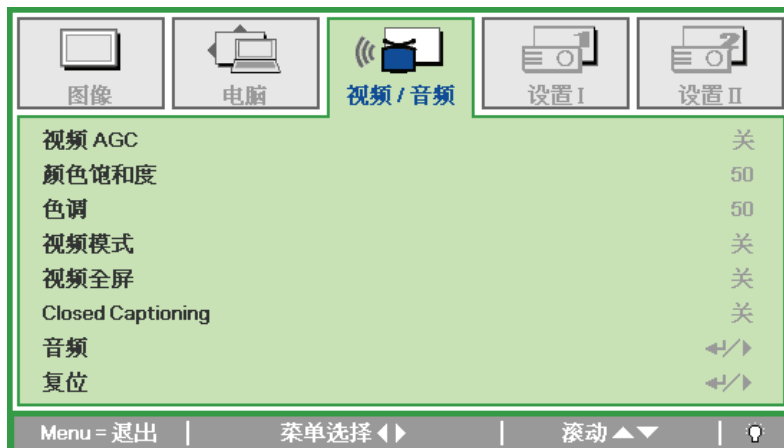 图像 电脑 视频 / 音频 设置 I 设置 II
视频 AGC 关
颜色饱和度 50
色调 50
视频模式 关
视频全屏 关
Closed Captioning 关
音频
复位
Menu = 退出 菜单选择 滚动